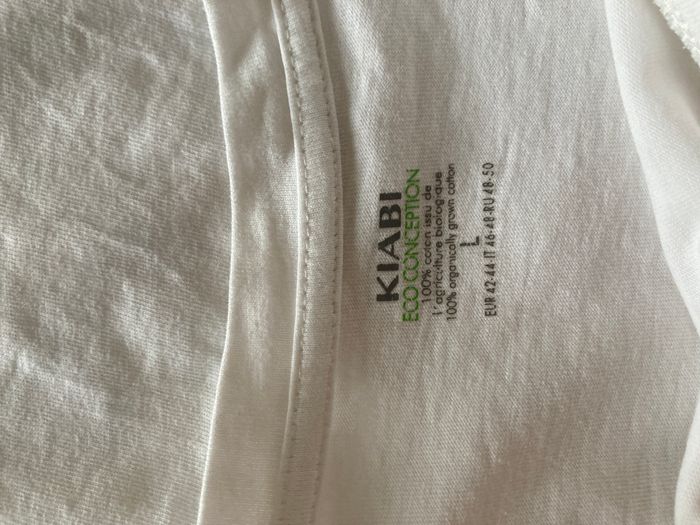 KIABI
ECO CONCEPTION
100% coton issu de
l'agriculture biologique
100% organically grown cotton
L
EUR 42-44-IT 46-48-RU 48-50